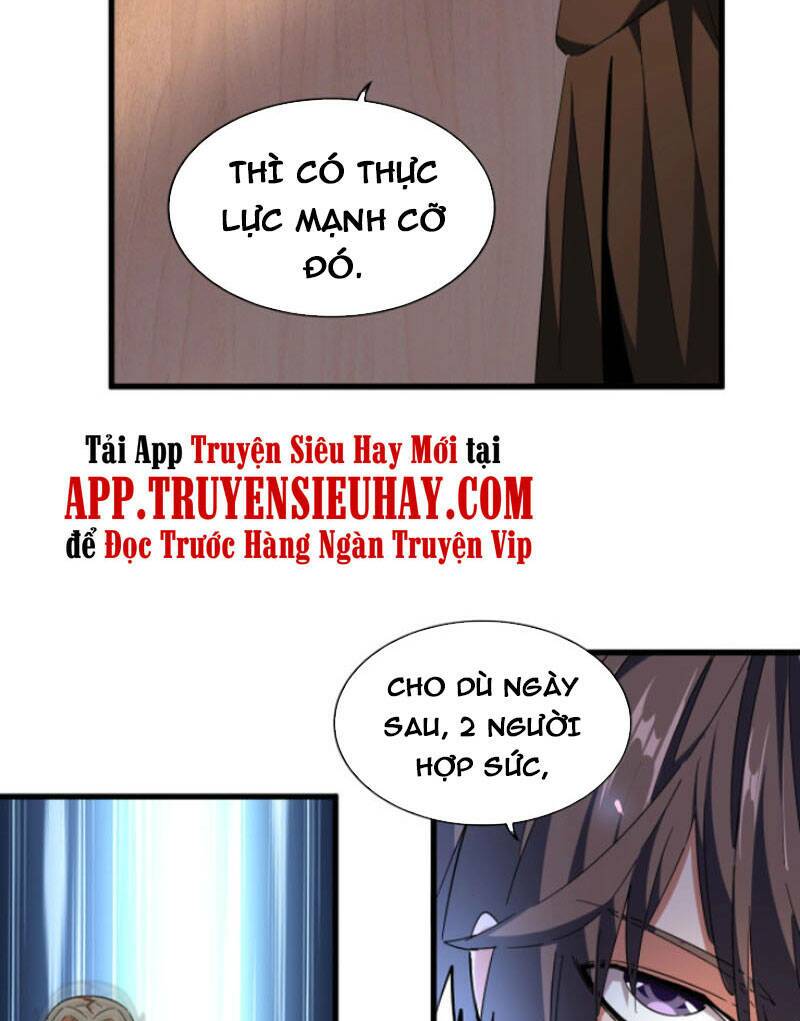 THÌ CÓ THỰC
LỰC MẠNH CỠ
ĐÓ.
Tải App Truyện Siêu Hay Mới tại
APP.TRUYENSIEUHAY.COM
để Đọc Trước Hàng Ngàn Truyện Vip
CHO DÙ NGÀY
SAU, 2 NGƯỜI
HỢP SỨC,